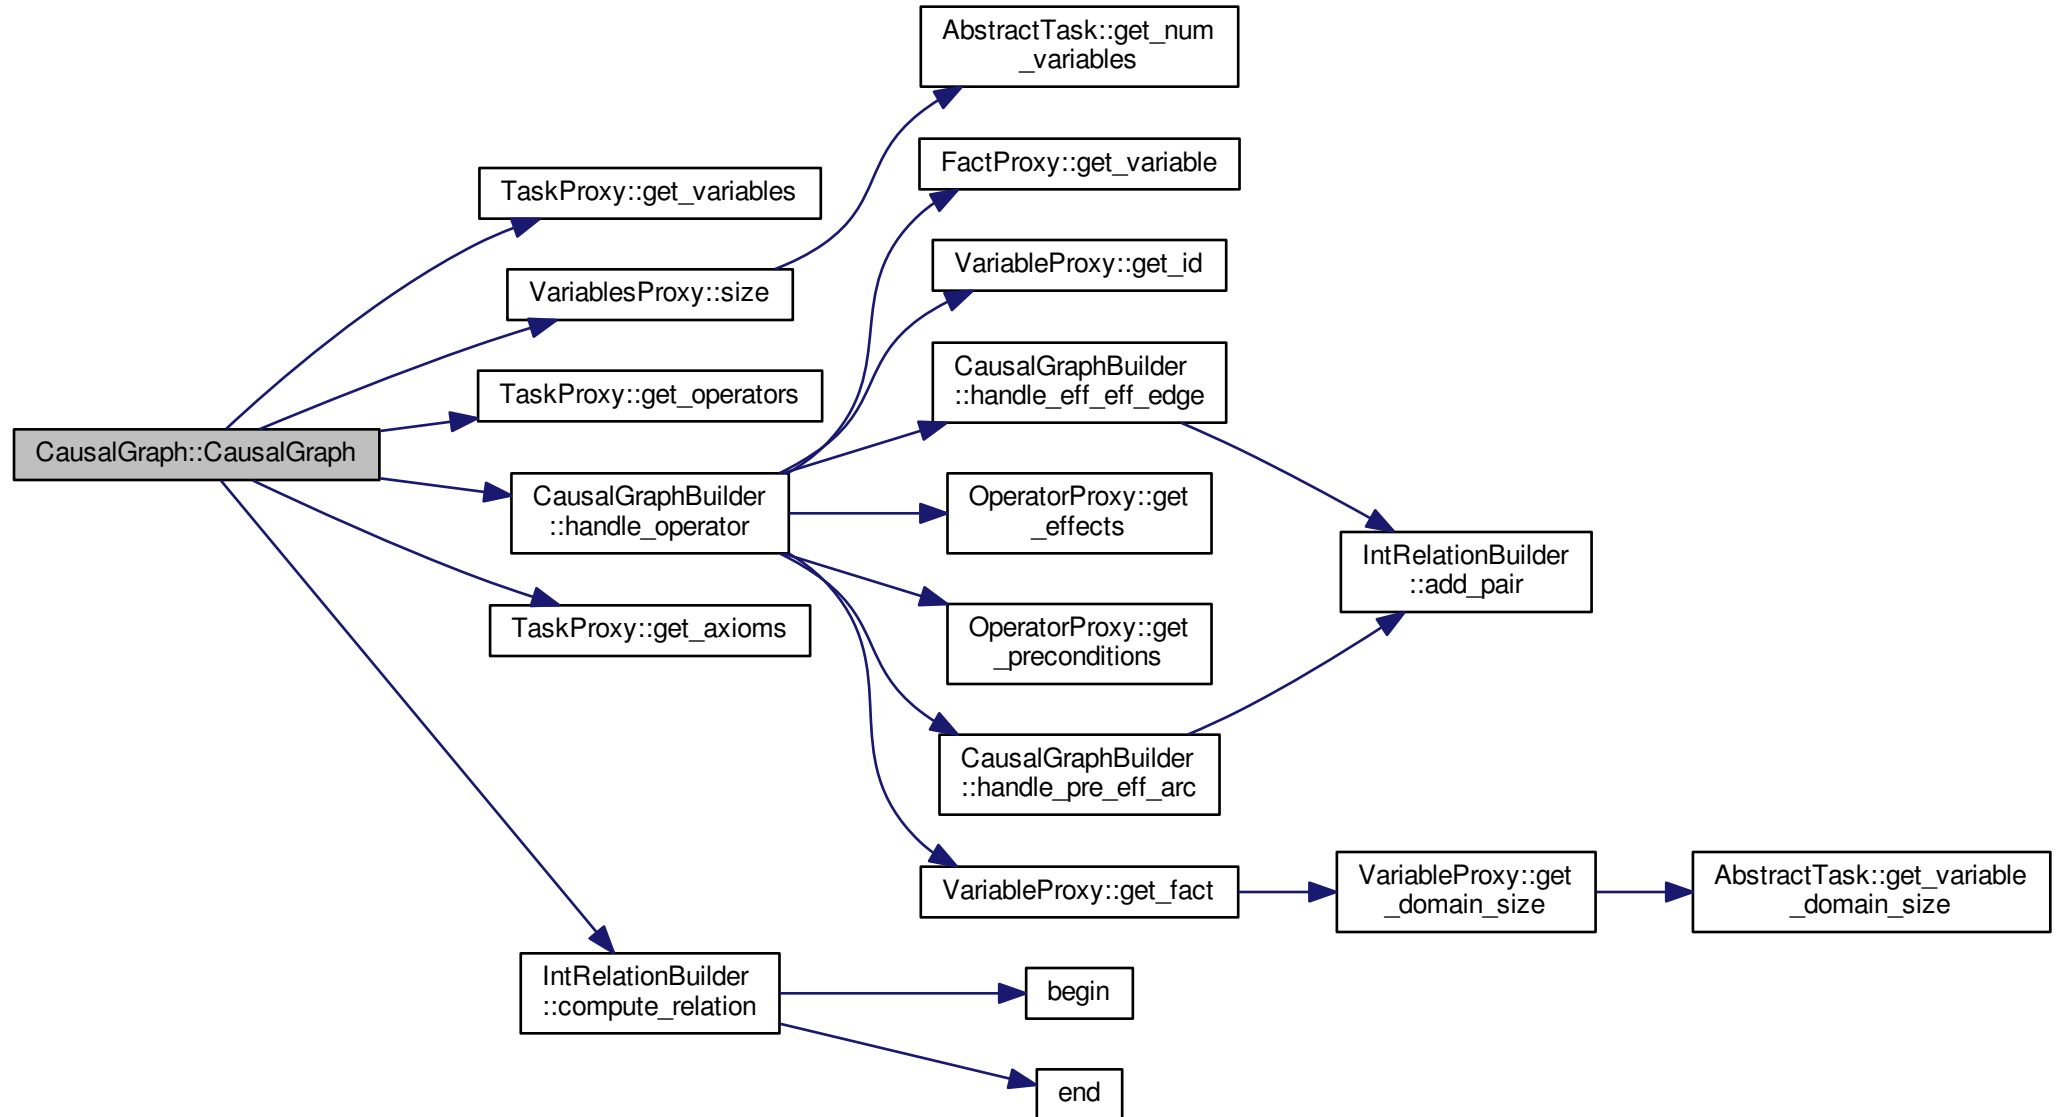 AbstractTask::get_num
_variables
FactProxy::get_variable
TaskProxy::get_variables
VariableProxy::get_id
VariablesProxy::size
CausalGraphBuilder
::handle_eff_eff_edge
TaskProxy::get_operators
CausalGraph::CausalGraph
CausalGraphBuilder
::handle_operator
OperatorProxy::get
_effects
IntRelationBuilder
::add_pair
TaskProxy::get_axioms
OperatorProxy::get
_preconditions
CausalGraphBuilder
::handle_pre_eff_arc
VariableProxy::get_fact
VariableProxy::get
_domain_size
AbstractTask::get_variable
_domain_size
IntRelationBuilder
::compute_relation
begin
end